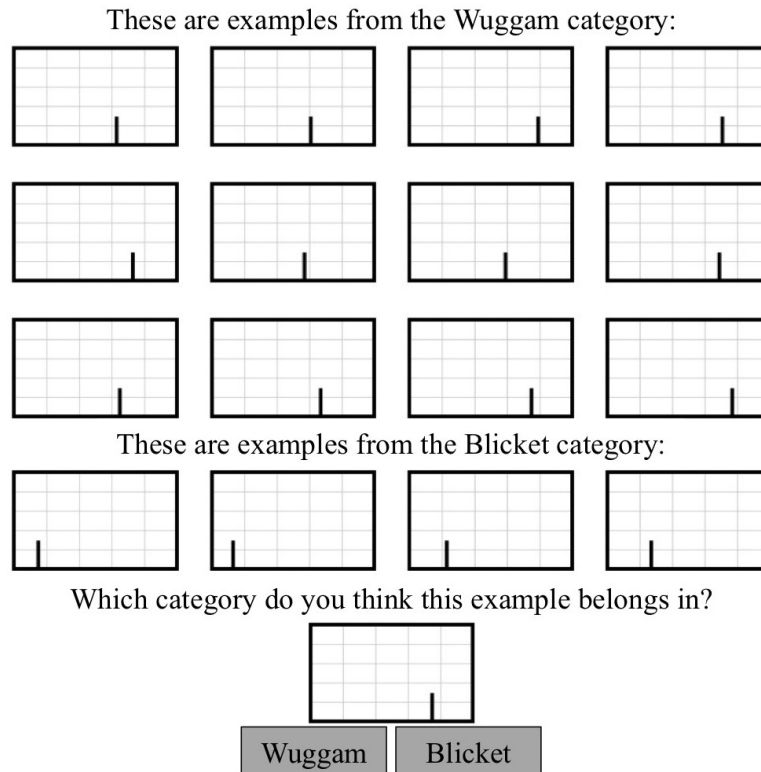 These are examples from the Wuggam category:
These are examples from the Blicket category:
Which category do you think this example belongs in?
Wuggam
Blicket